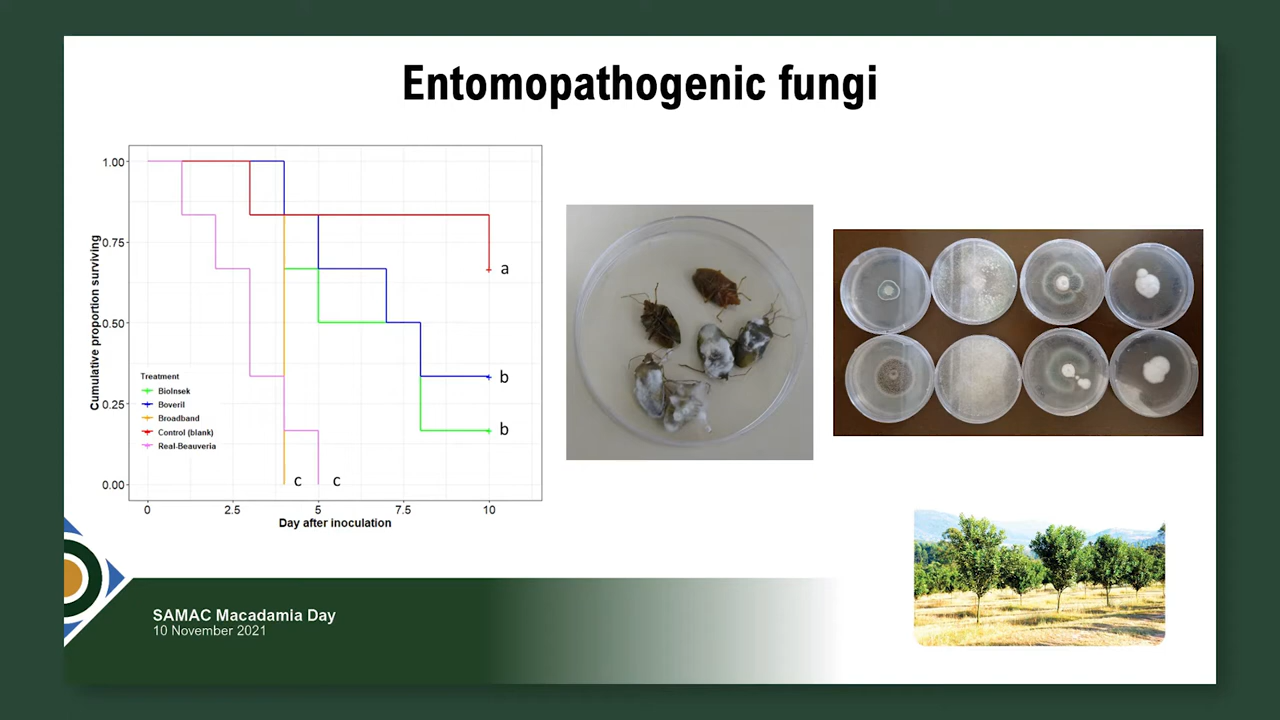 Entomopathogenic fungi
Cumulative proportion surviving
1.00
0.75
0.50
0.25
0.00
a
b
b
c
c
Treatment
BioInsek
Boveril
Broadband
Control (blank)
Real-Beauveria
0
2.5
5
7.5
10
Day after inoculation
SAMAC Macadamia Day
10 November 2021